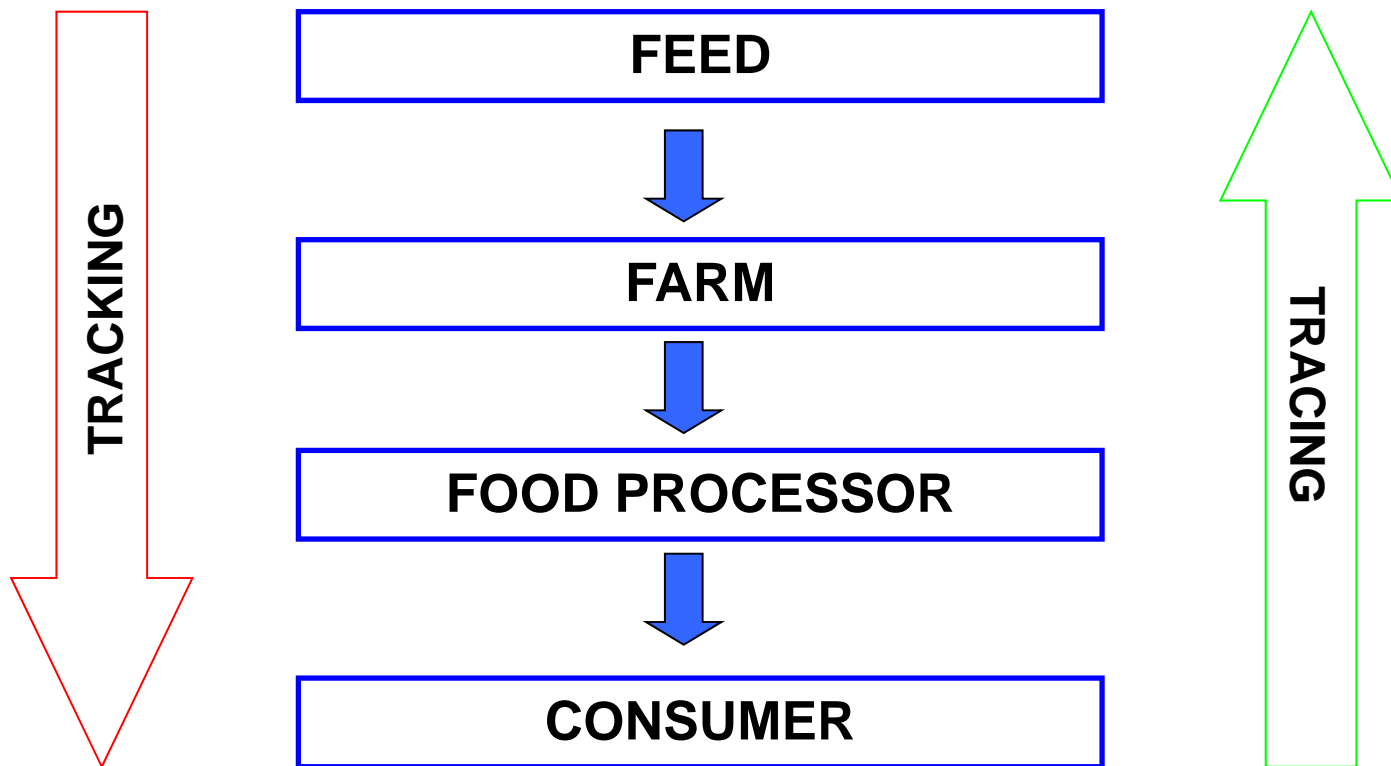 FEED
FARM
FOOD PROCESSOR
CONSUMER
TRACKING
TRACING